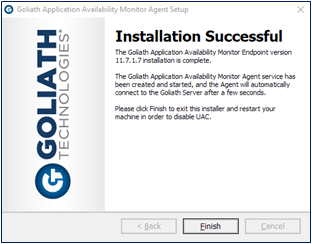 Goliath Application Availability Monitor Agent Setup
GOLIATH
TECHNOLOGIES
Installation Successful
The Goliath Application Availability Monitor Endpoint version
11.7.1.7 installation is complete.
The Goliath Application Availability Monitor Agent service has
been created and started, and the Agent will automatically
connect to the Goliath Server after a few seconds.
Please click Finish to exit this installer and restart your
machine in order to disable UAC.
< Back
Finish
Cancel